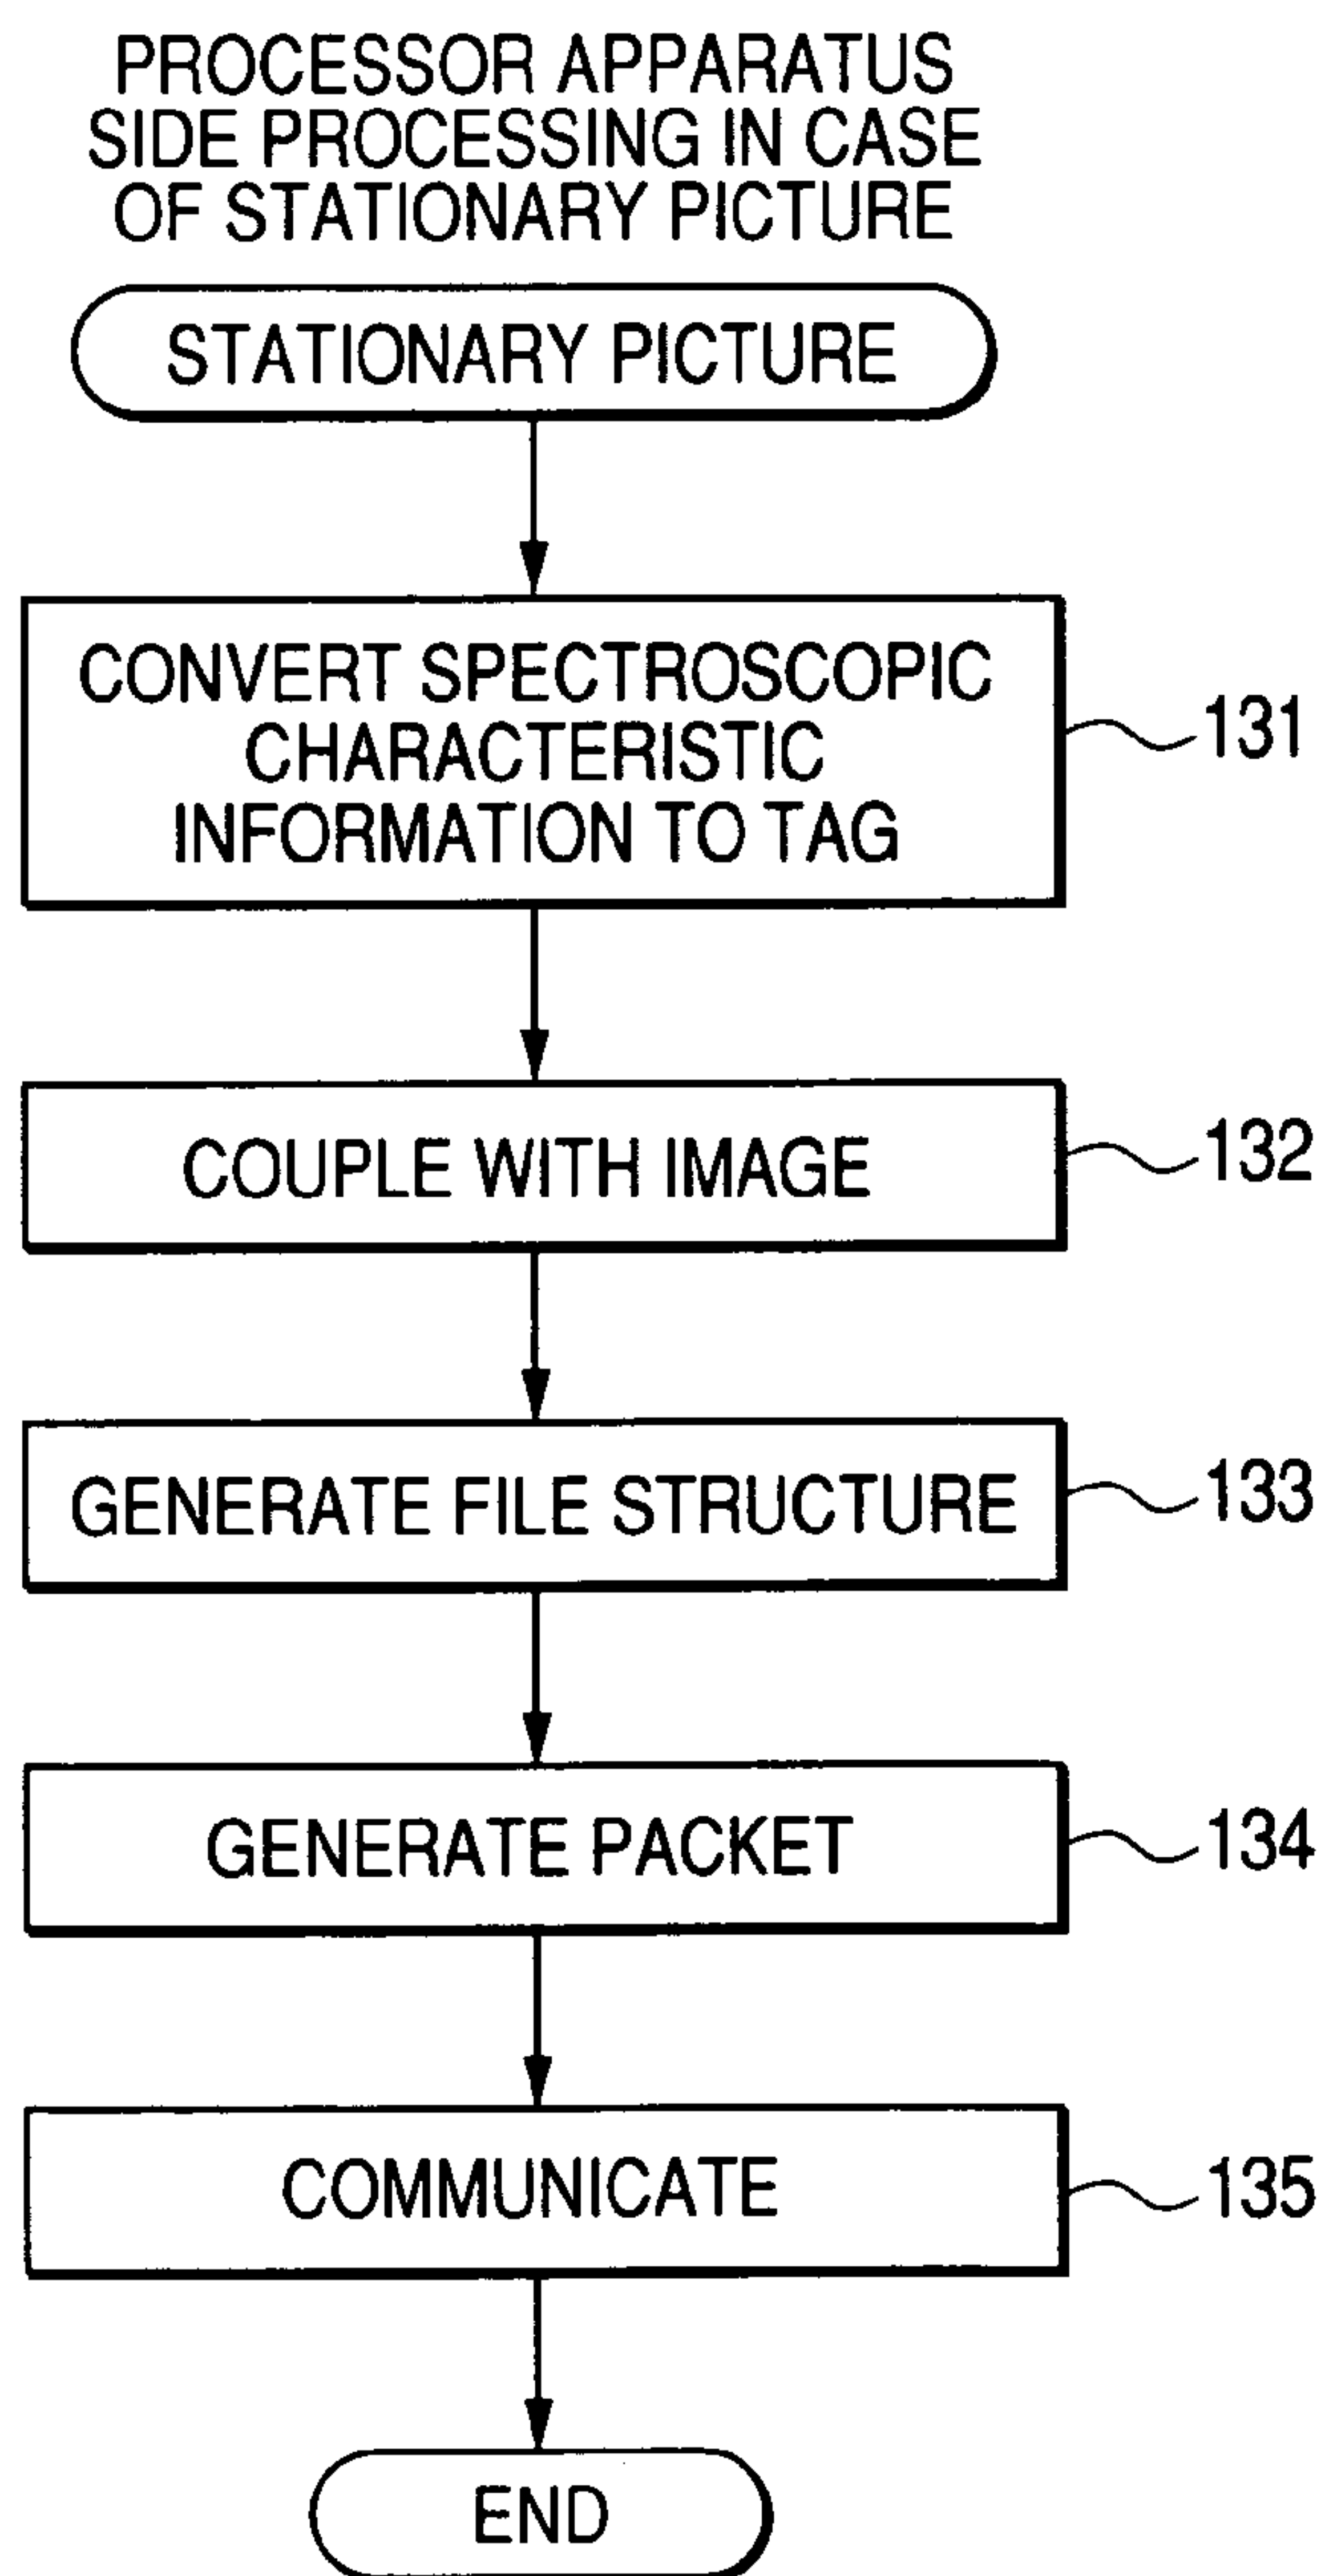 PROCESSOR APPARATUS
SIDE PROCESSING IN CASE
OF STATIONARY PICTURE
STATIONARY PICTURE
CONVERT SPECTROSCOPIC
CHARACTERISTIC
INFORMATION TO TAG
131
COUPLE WITH IMAGE
132
GENERATE FILE STRUCTURE
133
GENERATE PACKET
134
COMMUNICATE
135
END